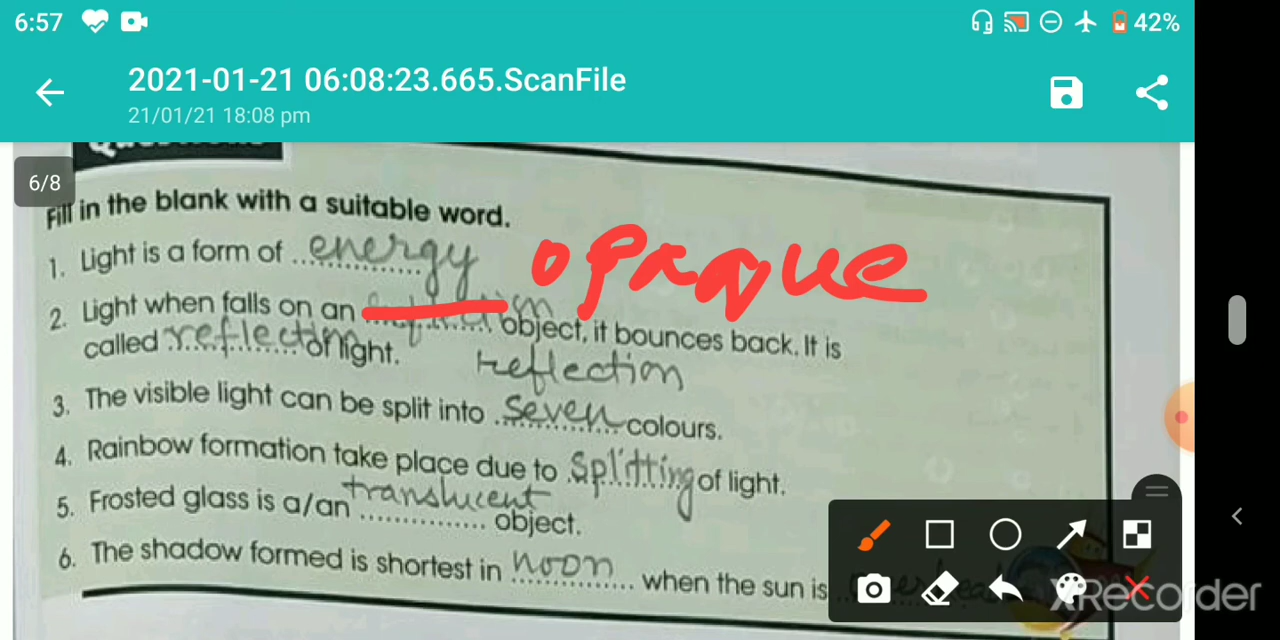 6:57 42%
2021-01-21 06:08:23.665.ScanFile
21/01/21 18:08 pm
6/8
Fill in the blank with a suitable word.
1. Light is a form of energy
opaque
2. Light when falls on an object, it bounces back. It is
called reflection of light.
reflection
3. The visible light can be split into seven colours.
4. Rainbow formation take place due to splitting of light.
5. Frosted glass is a/an translucent object.
6. The shadow formed is shortest in noon when the sun is
XRecorder